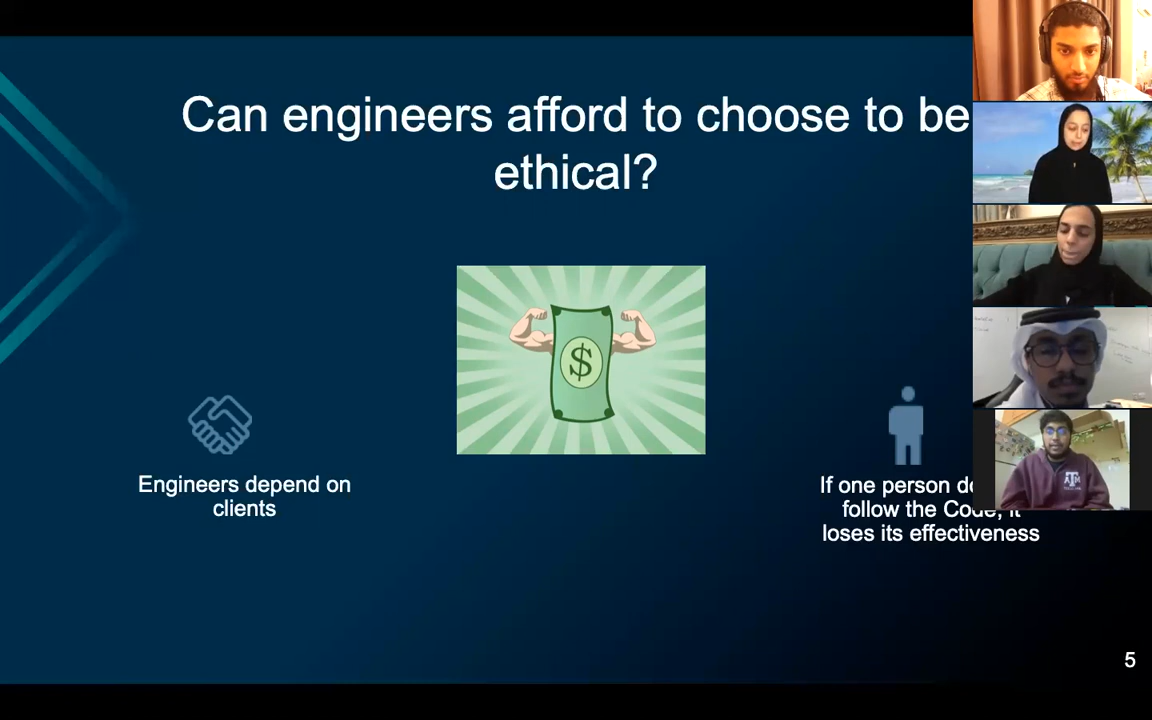 Can engineers afford to choose to be
ethical?
$
Engineers depend on
clients
If one person
follow the Code, it
loses its effectiveness
ATM
5